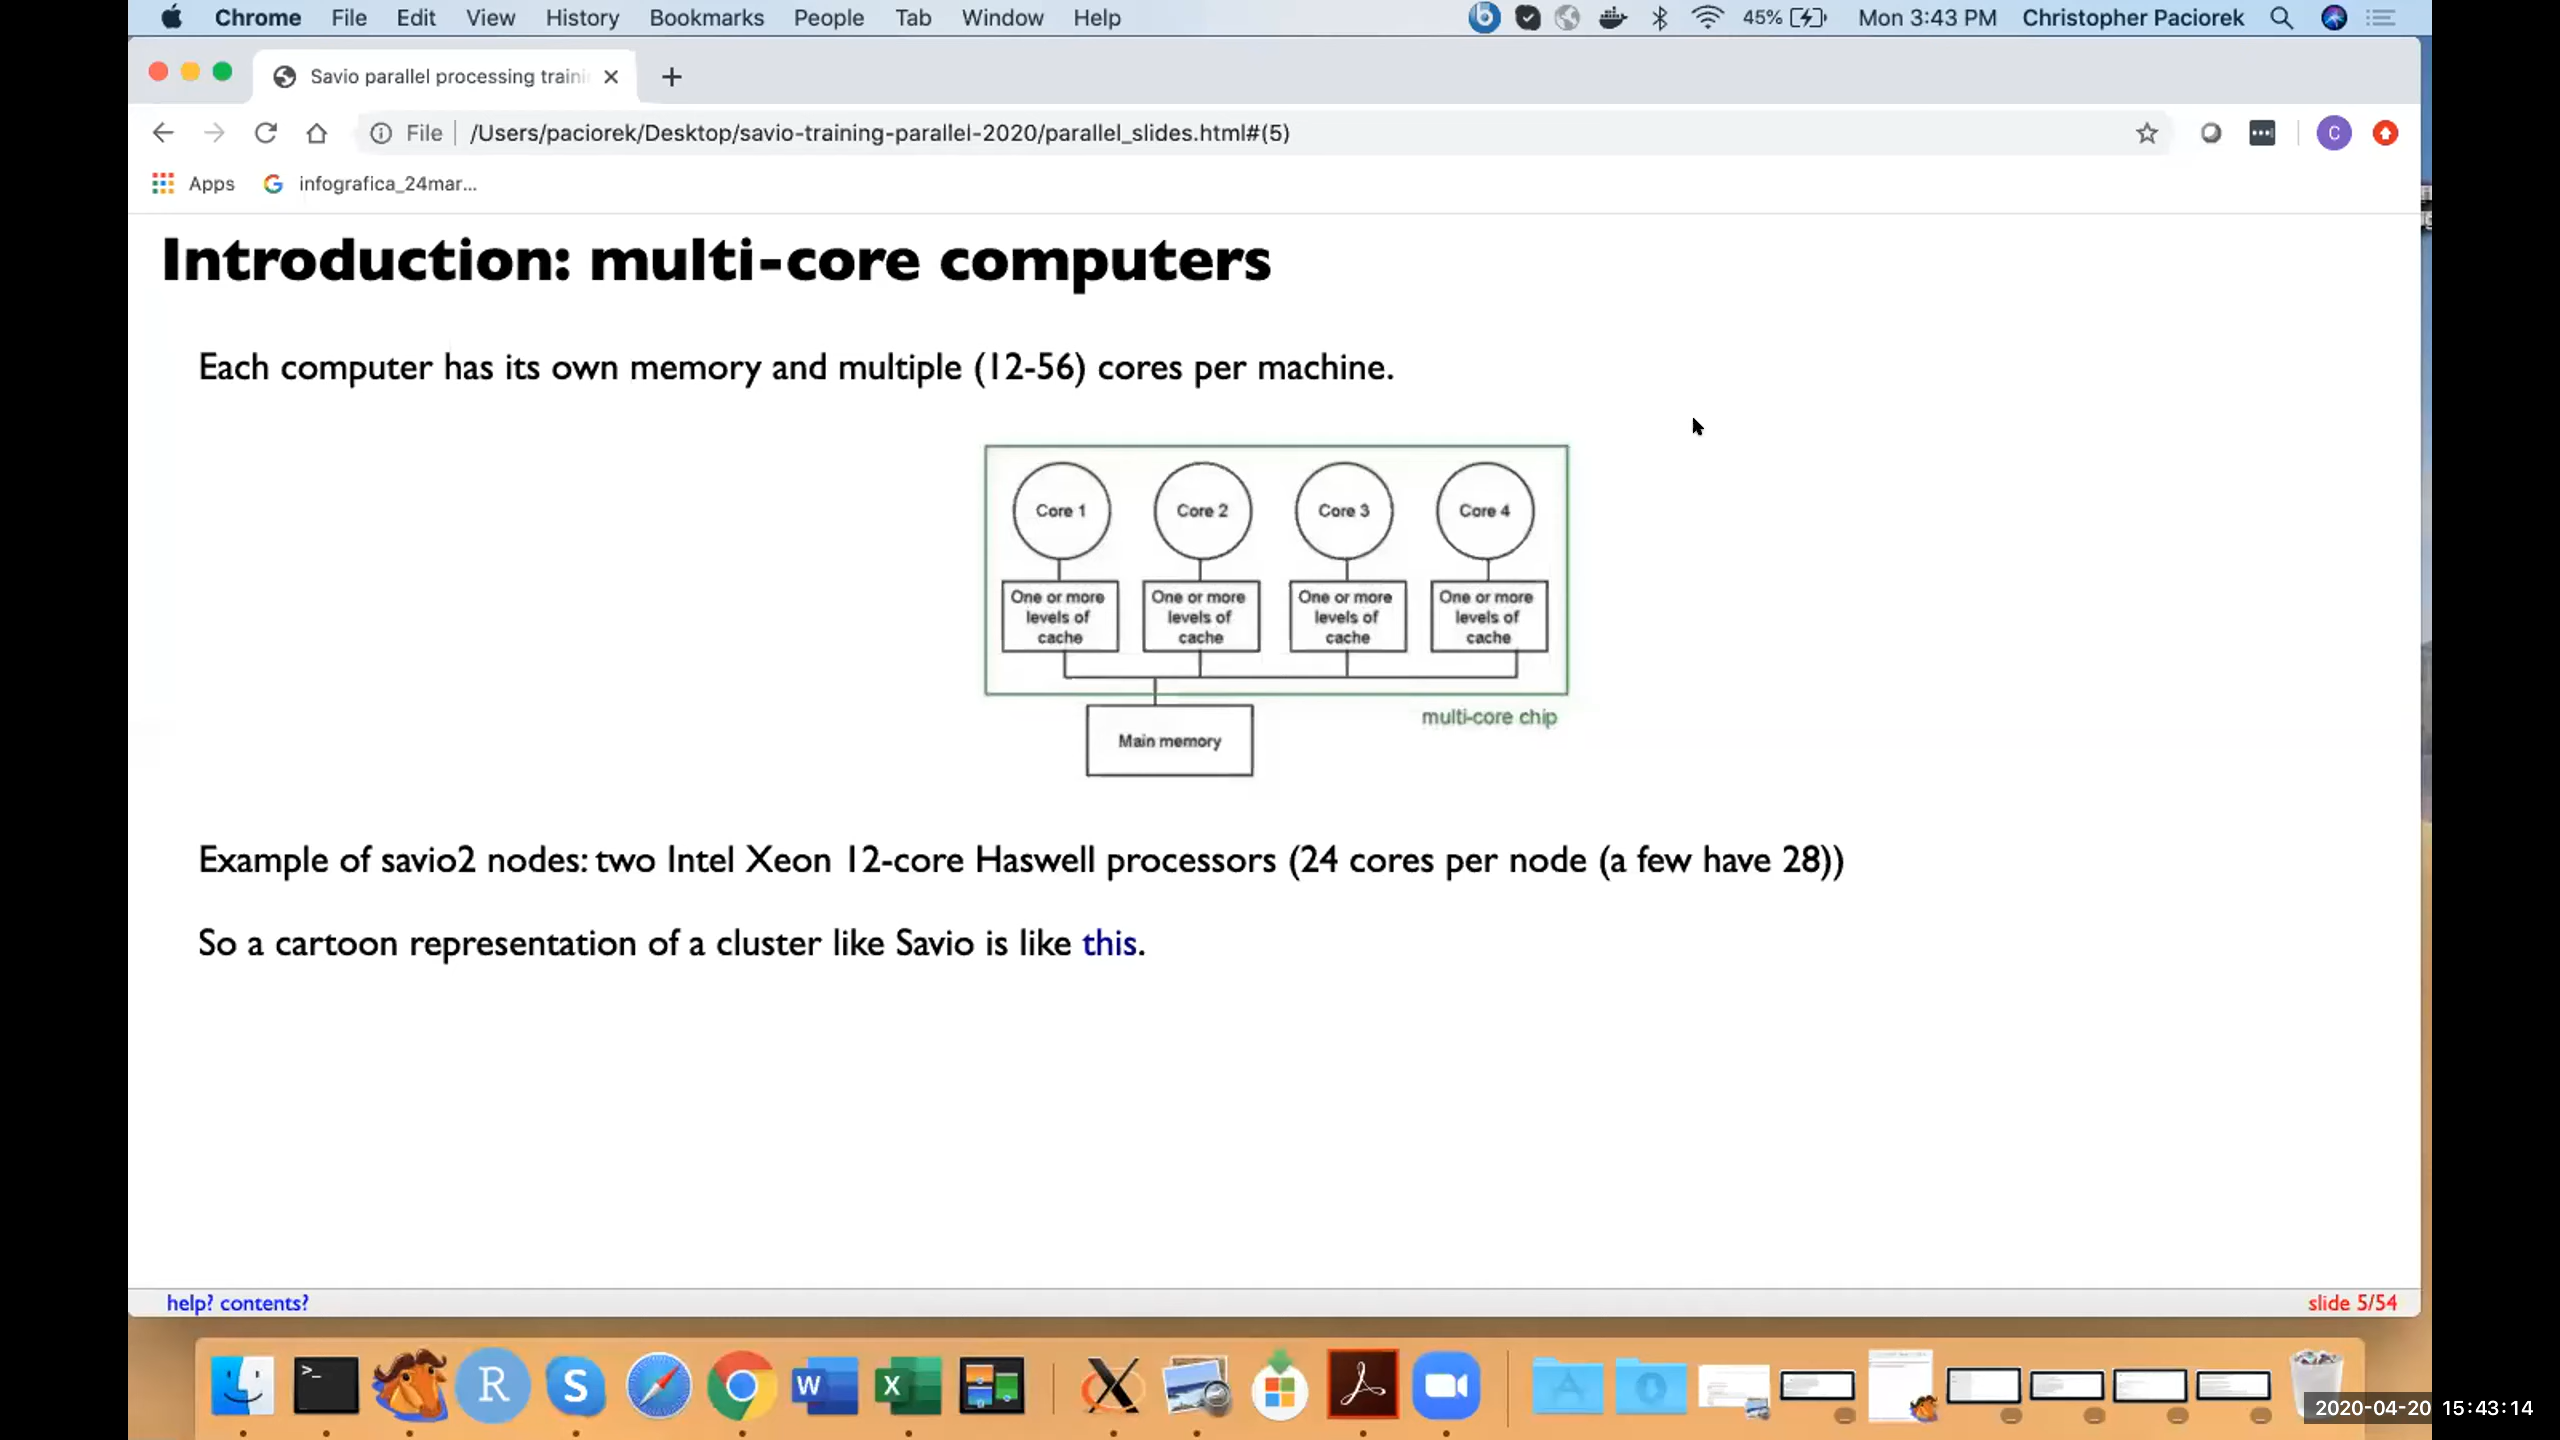 Chrome File Edit View History Bookmarks People Tab Window Help 45% Mon 3:43 PM Christopher Paciorek
Savio parallel processing traini
File /Users/paciorek/Desktop/savio-training-parallel-2020/parallel_slides.html#(5) C
Apps infografica_24mar...
Introduction: multi-core computers
Each computer has its own memory and multiple (12-56) cores per machine.
Core 1 Core 2 Core 3 Core 4
One or more levels of cache
One or more levels of cache
One or more levels of cache
One or more levels of cache
multi-core chip
Main memory
Example of savio2 nodes: two Intel Xeon 12-core Haswell processors (24 cores per node (a few have 28))
So a cartoon representation of a cluster like Savio is like this.
help? contents? slide 5/54
2020-04-20 15:43:14